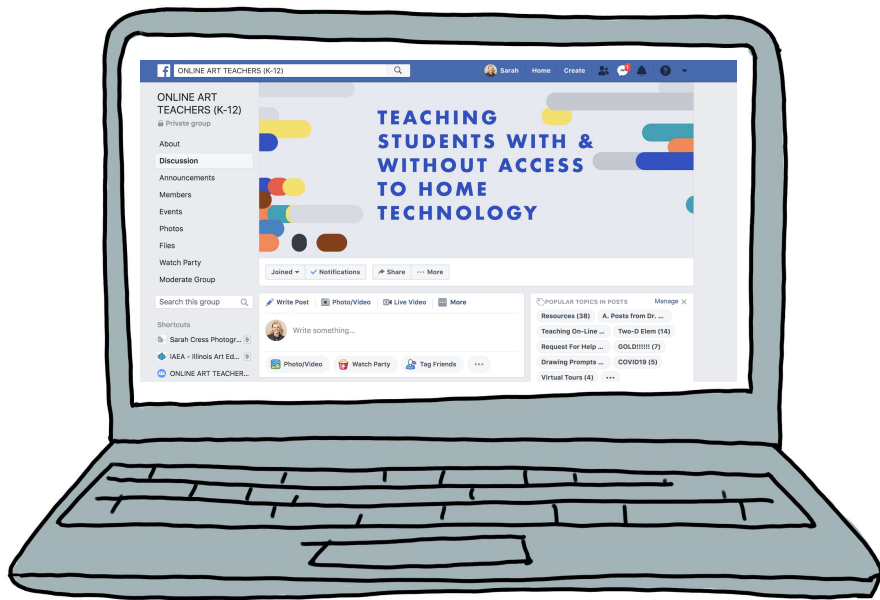 f ONLINE ART TEACHERS (K-12) Sarah Home Create 1 ?
ONLINE ART
TEACHERS (K-12)
Private group
About
Discussion
Announcements
Members
Events
Photos
Files
Watch Party
Moderate Group
Search this group
Shortcuts
Sarah Cress Photogr... 9
IAEA - Illinois Art Ed... 9
ONLINE ART TEACHER...
TEACHING
STUDENTS WITH &
WITHOUT ACCESS
TO HOME
TECHNOLOGY
Joined Notifications Share ... More
Write Post Photo/Video Live Video More
Write something...
Photo/Video Watch Party Tag Friends ...
POPULAR TOPICS IN POSTS Manage ×
Resources (38) A. Posts from Dr. ...
Teaching On-Line ... Two-D Elem (14)
Request For Help ... GOLD!!!!!! (7)
Drawing Prompts ... COVID19 (5)
Virtual Tours (4) ...